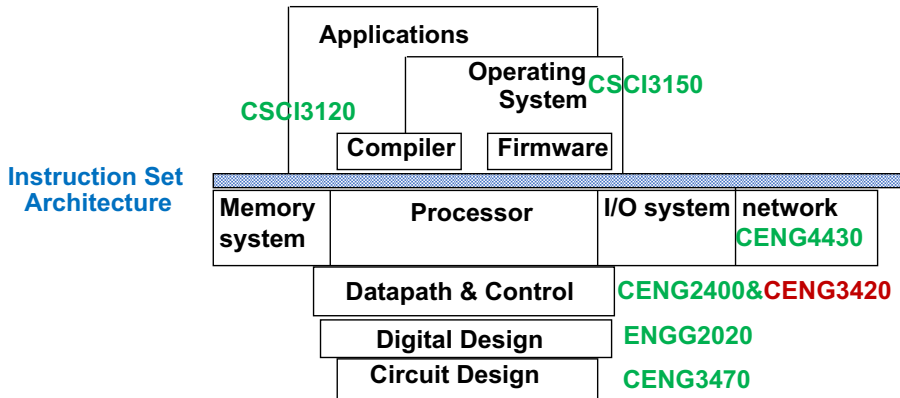 Applications
Operating
System
CSCI3150
CSCI3120
Compiler
Firmware
Instruction Set
Architecture
Memory
system
Processor
I/O system
network
CENG4430
Datapath & Control
CENG2400&CENG3420
Digital Design
ENGG2020
Circuit Design
CENG3470